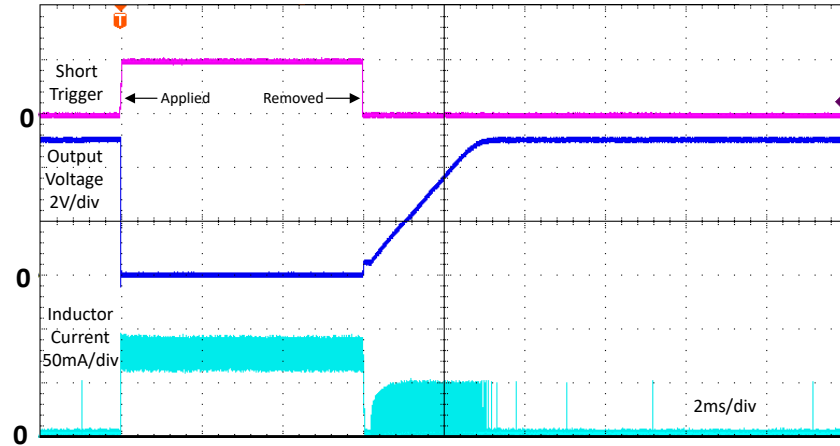 T
Short
Trigger
Applied
Removed
0
Output
Voltage
2V/div
0
Inductor
Current
50mA/div
2ms/div
0